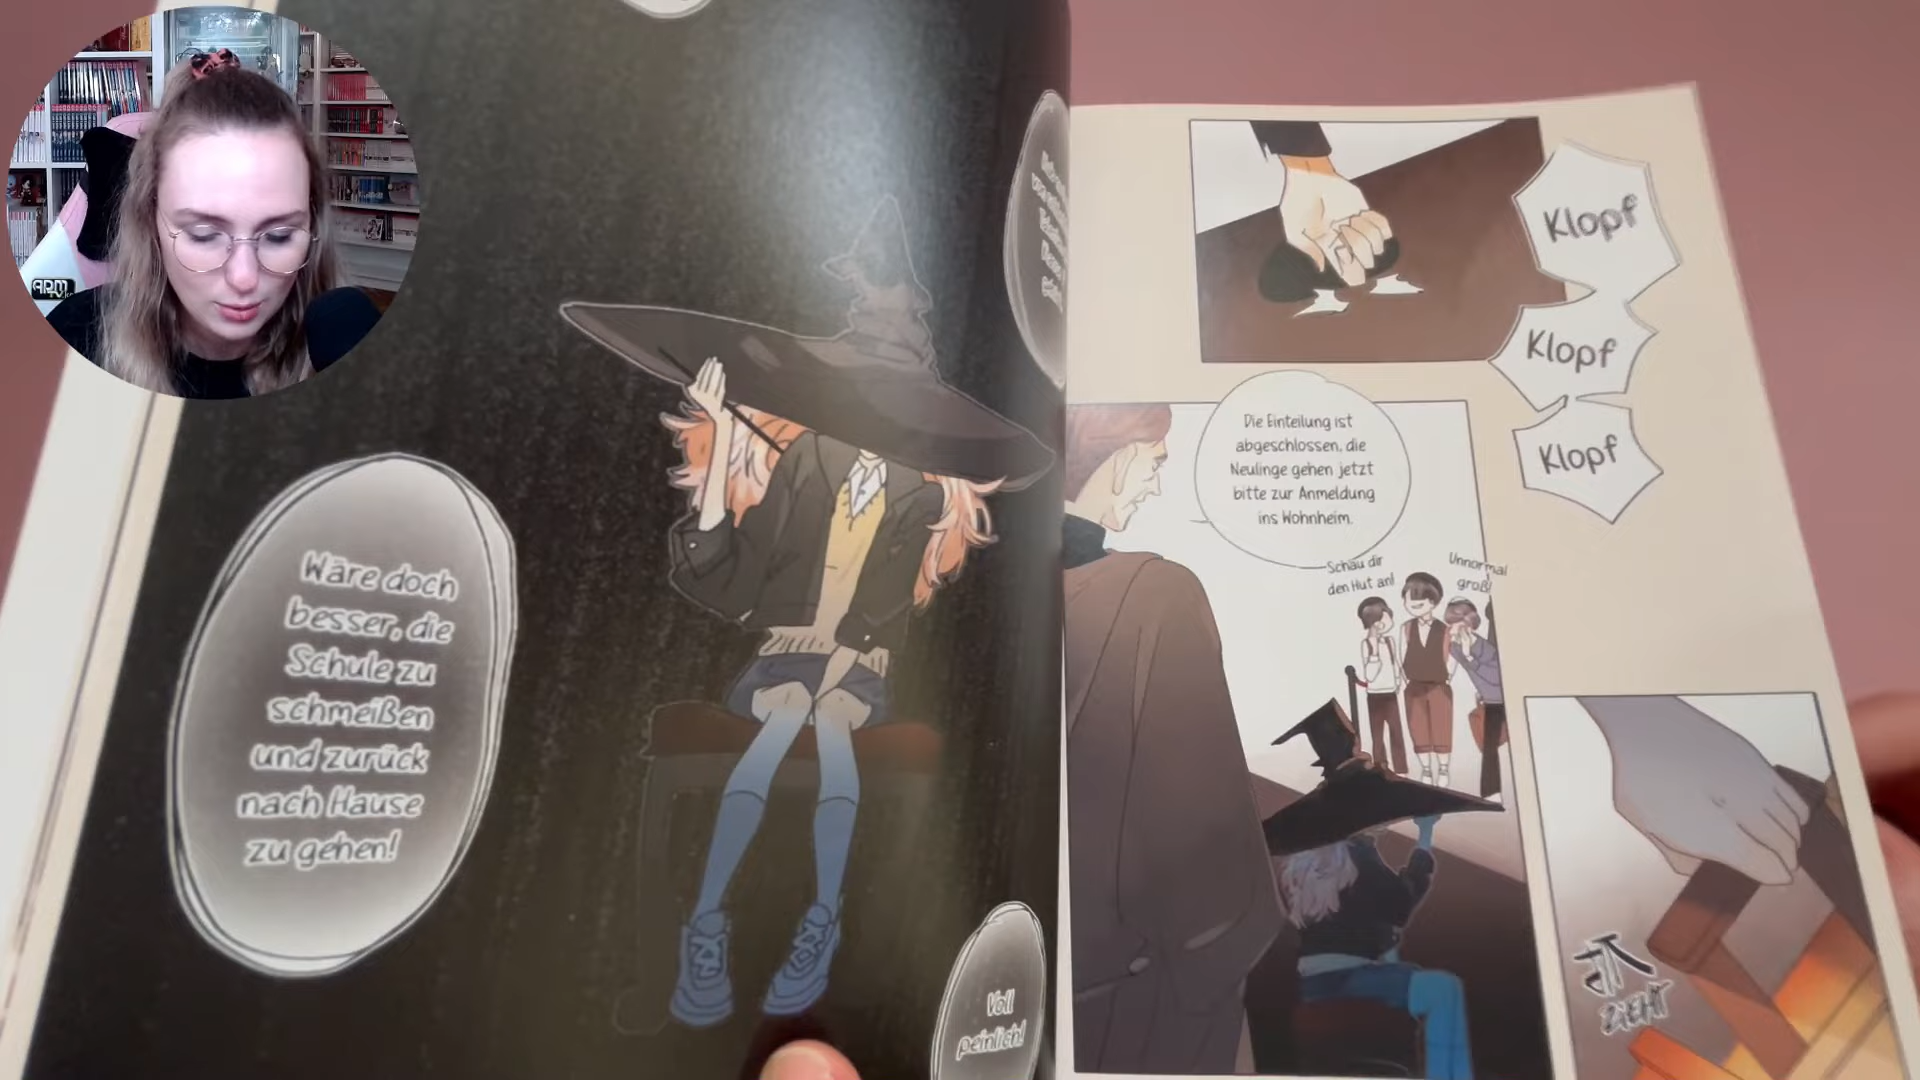 Wäre doch
besser, die
Schule zu
schmeißen
und zurück
nach Hause
zu gehen!
Voll
peinlich!
Klopf
Klopf
Klopf
Die Einteilung ist
abgeschlossen, die
Neulinge gehen jetzt
bitte zur Anmeldung
ins Wohnheim.
Schau dir
den Hut an!
Unnormal
groß!
ZIEHT